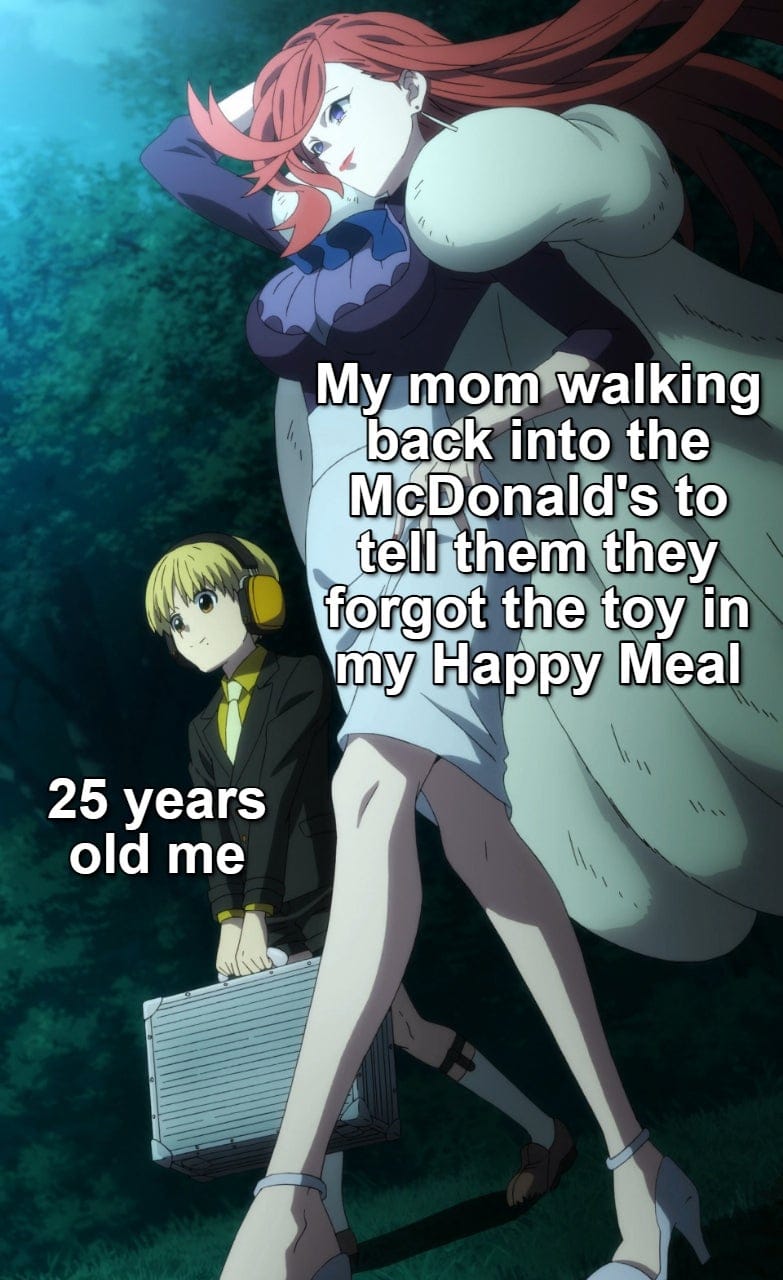 My mom walking
back into the
McDonald's to
tell them they
forgot the toy in
my Happy Meal
25 years
old me